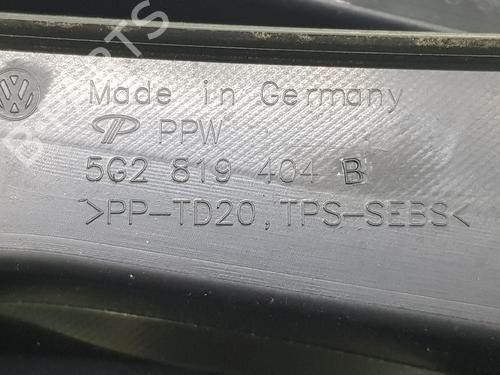 Made in Germany
PPW
5G2 819 404 B
>PP-TD20, TPS-SEBS<